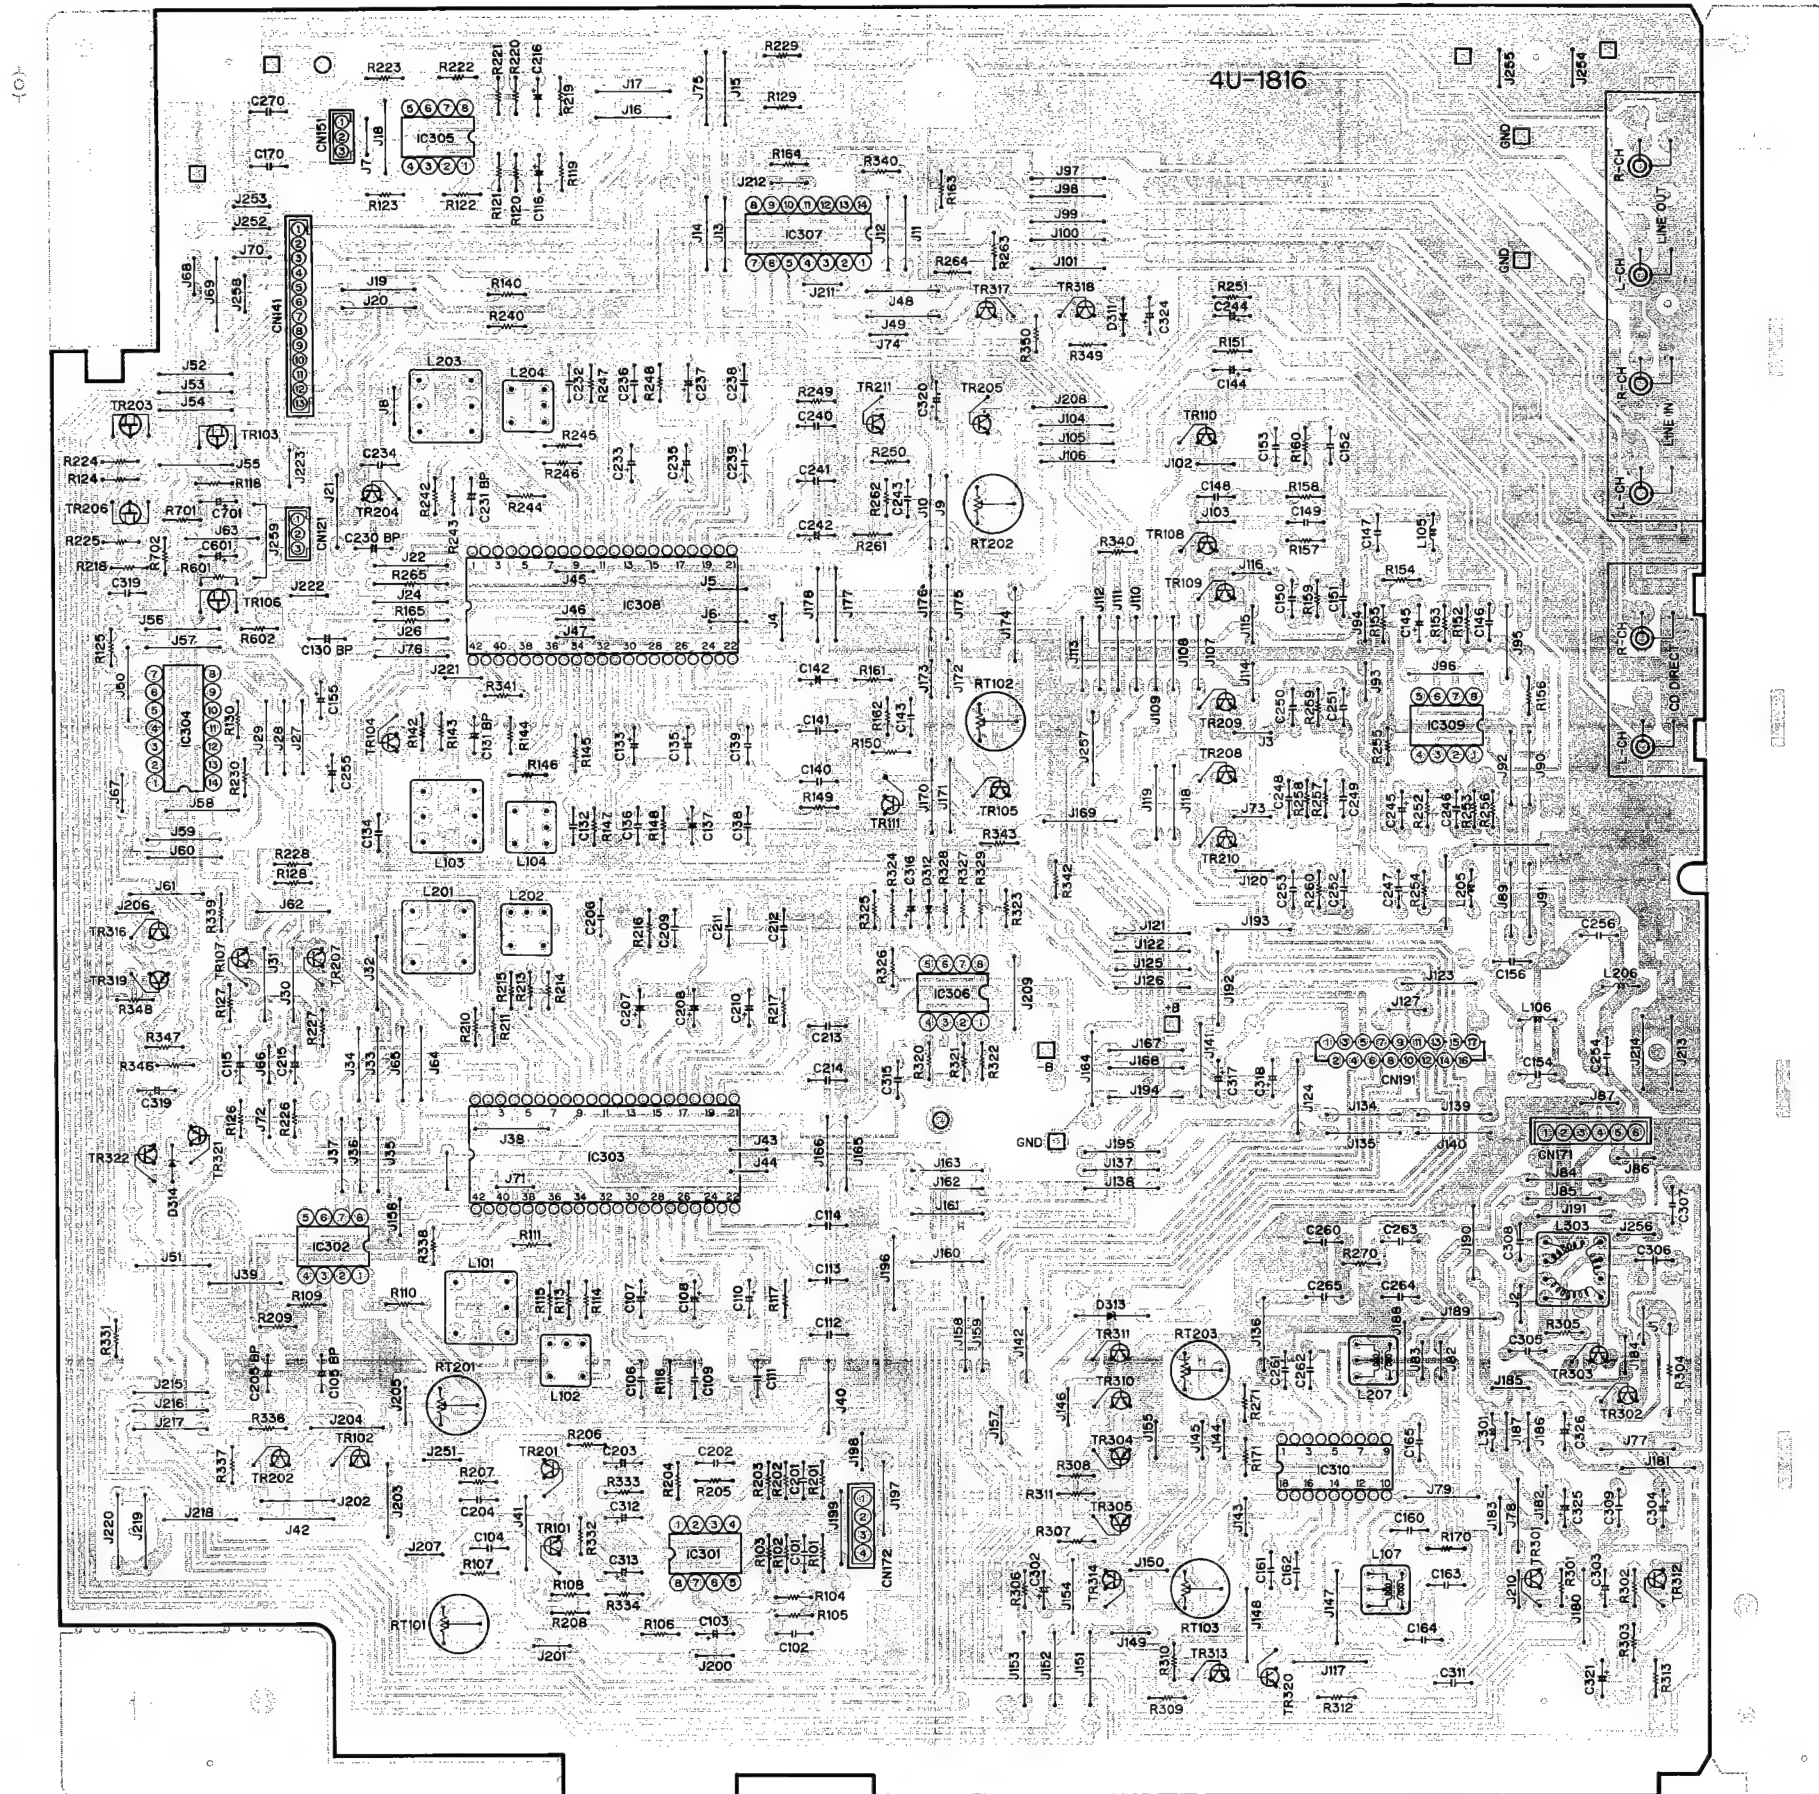 4U-1816
R229
R221 R220 C216
R223 R222 R219
J17 J75 J15
J255 J254
C270
J16
R129
CN151 J18 IC305
J7
C170
GND
R-CH
LINE OUT
R164 R340
J212
R163
J97
J98
R119
R123 R122 R121 R120 C116
J253
J252
J14 J13 IC307 J12 J11
J99
J100
R263
GND
L-CH
J70
J68 J69 J258
CN141
R264
J101
J19
J20
R140
R240
J211
J48
J49
J74
TR317 TR318
D311 C324
R251
C244
R350 R349
R151
C144
J52
J53
J54
TR203
TR103
J8
L203 L204
C232 R247 C236 R248 C237 C238
R249
C240
TR211 C320 TR205
J208
J104
J105
J106
TR110
J102
C153 R160 C152
R-CH
LINE IN
L-CH
R224
R124
J55
R118
J223
C234
J21
TR204
R245
R246
C233 C235 C239
R250
C241
R242 R243 C231 BP
R244
R262 C243
J10 J9
RT202
C148
J103
R158
C149
R157
TR206
R701
C701
R225
R702
J63
C601
J259
CN121
C230 BP
C242
R261
R340
TR108
C147 L105
R218
R601
C319
TR106
J222
J22
R265
J24
R165
J26
J76
J45
J46
J47
IC308
J5
J6
J4
J178 J177
J176 J175
J174
J116
TR109
R154
C150 R159 C151
J115
J94 R155 C145 R153 R152 C146
J95
R-CH
CD DIRECT
L-CH
J56
J57
R602
C130 BP
R125
J60
J113 J112 J111 J110 J109 J108 J107
J114
J221
R341
C142
R161
J173 J172
RT102
J96
J93
IC304
R130
J29 J28 J27
C155
TR104
R142 R143 C131 BP R144
R145
C133 C135 C139
C141
R162 C143
R150
TR209
C250 R259 C251
J3
R255
IC309
R156
R146
C255
R230
J67
J58
C140
R149
TR111
J170 J171
TR105
J257
J119 J118
TR208
J92 J90
J73
C248 R258 R257 C249
C245 R252 C246 R253 R256
J59
J60
C134
L103 L104
C132 R147 C136 R148 C137 C138
J169
R343
TR210
R228
R128
L201 L202
R324 C316 D312 R328 R327 R329
R342
J120
C253 R260 C252
C247 R254 L205
J89 J91
J61
J206
R339
J62
TR316
C206
R216 C209 C211 C212
R325
R323
J121
J122
J125
J126
J193
C256
TR107 J31
TR207 J32
TR319
R348
R127
J30
R227
R215 R213 R214
R210 R211
C207 C208 C210 R217
R326
IC306
J209
J192
J123
J127
C156
L206
L106
+B
R347
R346
C115 J66 C215
J34 J33 J65 J64
C213
C214
C315
R320 R321 R322
-B
J164
J167
J168
J141
C317 C318
J124
CN191
C154
C254
J214 J213
C319
R126 J72 R226
J194
J134 J139
J135 J140
J87
CN171
TR322
TR321
D314
J37 J36 J35
J38
IC303
J71
J43
J44
J166 J165
J163
J162
J161
GND
J195
J137
J138
J86
J84
J85
J191
C307
J156
IC302
R338
R111
C114
C260 C263
R270
J190
C308
L303
J256
C306
J51
J39
J160
J196
R109
R110
L101
R115 R113 R114
C107 C108 C110 R117
C113
C265 C264
J2
J189
R209
R331
L102
C112
J158 J159
J142
D313
TR311
RT203
J136
J188
R305
C305
TR303
J1
J184
R304
C205 BP
C105 BP
J205
RT201
C106 R116 C109 C111
J40
TR310
C261 C262
L207
J83 J82
J215
J216
J217
J146
J185
TR302
R336
J204
TR102
R271
R171
J157
J155 J145 J144
C165
L301 J187 J186 C326
J77
J181
R337
TR202
J251
R206
TR201
C203
C202
TR304
R207
R333
R204
R205
R203 R202 C201 R201
J198
R308
R311
IC310
J79
J203
J202
C204
C312
J199
J197
TR305
J143
J183 J78 J182 C325 C309 C304
J220 J219
J218
J42
J41
C104
TR101
R332
IC301
R103 R102 C101 R101
R307
C160
R170
TR301
J207
R107
C313
CN172
C302
R306
J154
TR314
J150
C161 C162
L107
C163
J210
R301 C303 R302
TR312
R108
R334
R104
R208
R105
RT101
RT103
J148
J147
J180
R106
C103
C102
C164
J149
R303
J201
J200
J153 J152 J151
R310
TR313
J117
TR320
C311
C321
R313
R309
R312